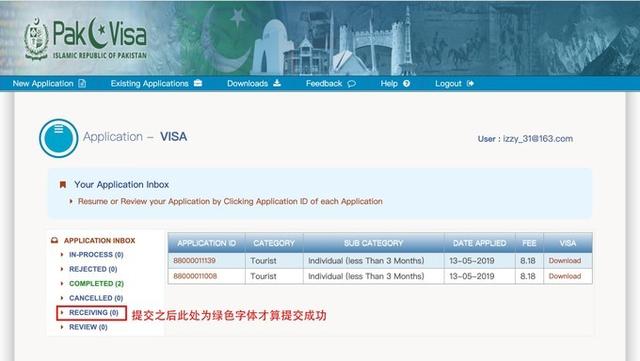 Pak Visa
ISLAMIC REPUBLIC OF PAKISTAN
New Application Existing Applications Downloads Feedback Help Logout
Application - VISA
User : izzy_31@163.com
Your Application Inbox
Resume or Review your Application by Clicking Application ID of each Application
APPLICATION INBOX
IN-PROCESS (0)
REJECTED (0)
COMPLETED (2)
CANCELLED (0)
RECEIVING (0) 提交之后此处为绿色字体才算提交成功
REVIEW (0)
APPLICATION ID CATEGORY SUB CATEGORY DATE APPLIED FEE VISA
88000011139 Tourist Individual (less Than 3 Months) 13-05-2019 8.18 Download
88000011008 Tourist Individual (less Than 3 Months) 13-05-2019 8.18 Download